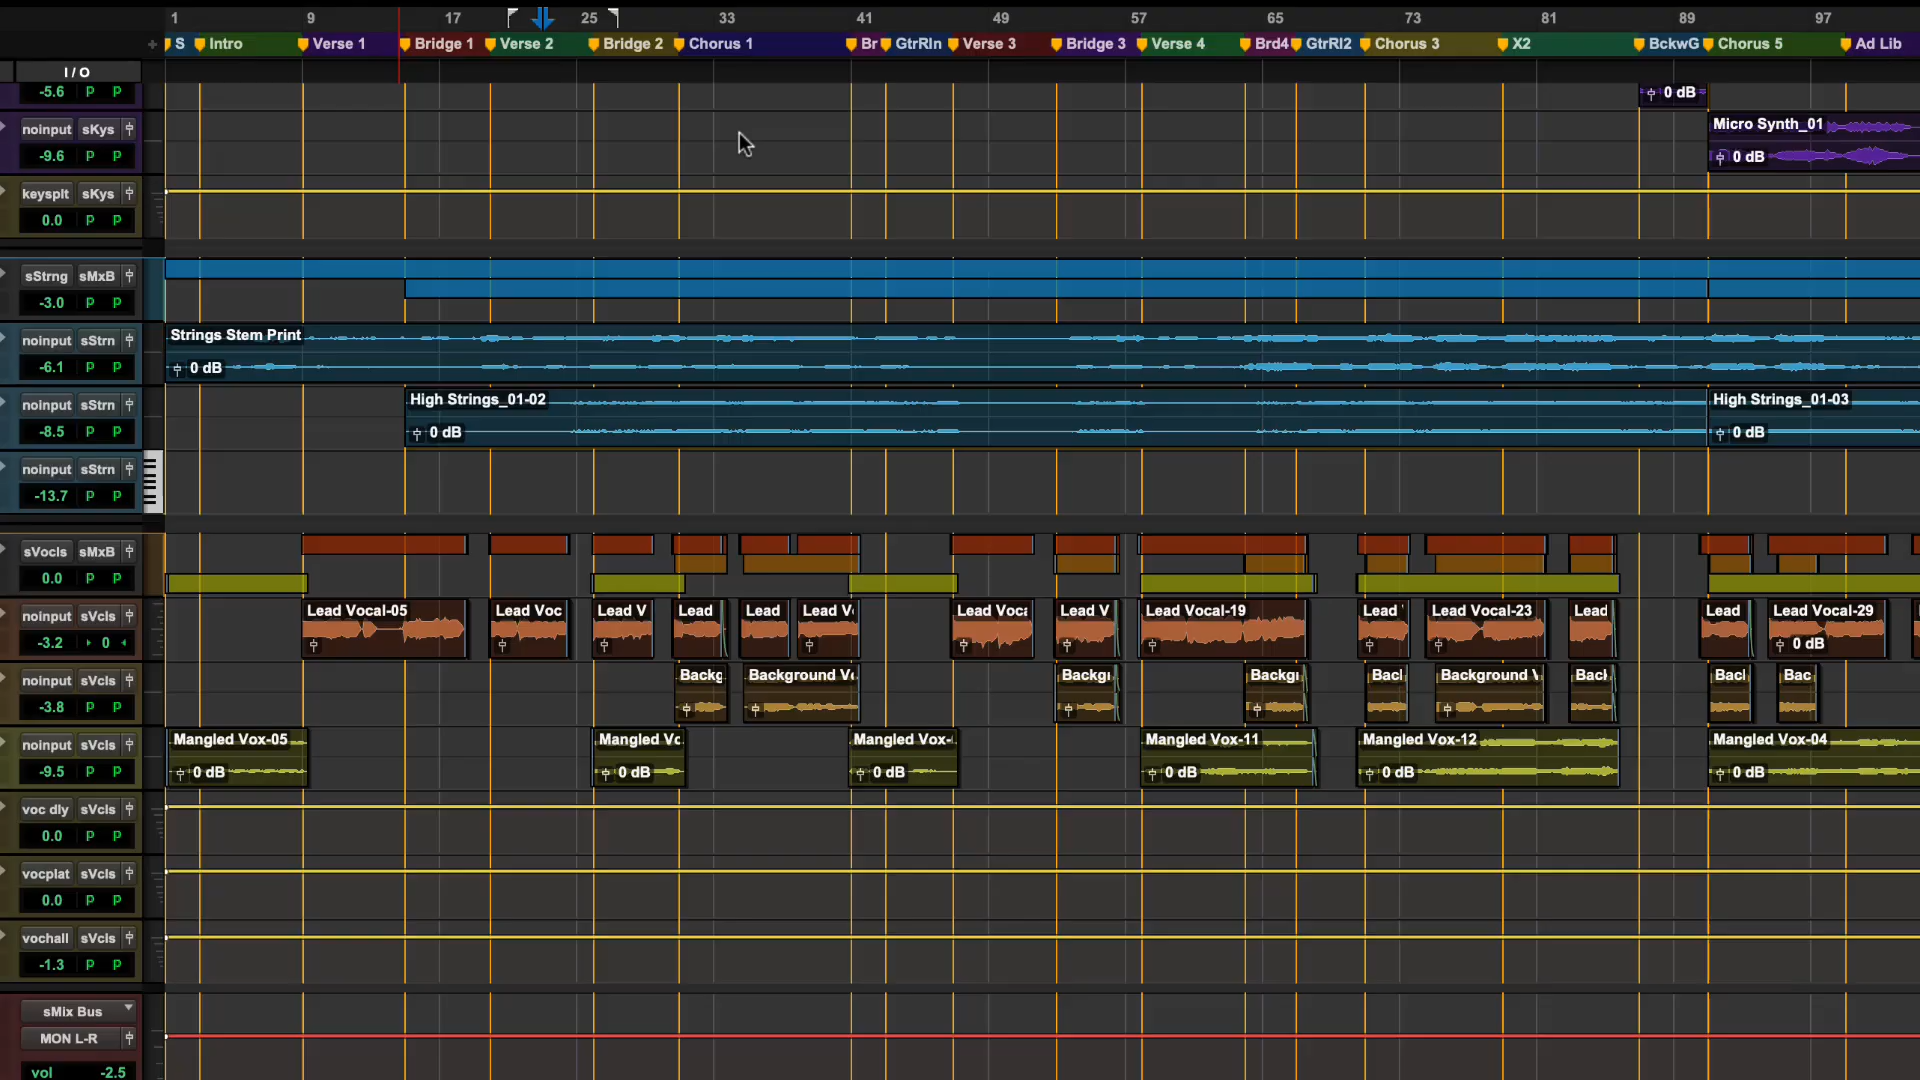 1 9 17 25 33 41 49 57 65 73 81 89 97
S Intro Verse 1 Bridge 1 Verse 2 Bridge 2 Chorus 1 Br GtrRIn Verse 3 Bridge 3 Verse 4 Brd4 GtrRI2 Chorus 3 X2 BckwG Chorus 5 Ad Lib
I / O
-5.6 p p
0 dB
noinput sKys
-9.6 p p
Micro Synth_01
0 dB
keysplt sKys
0.0 p p
sStrng sMxB
-3.0 p p
noinput sStrn
-6.1 p p
Strings Stem Print
0 dB
noinput sStrn
-8.5 p p
High Strings_01-02
0 dB
High Strings_01-03
0 dB
noinput sStrn
-13.7 p p
sVocls sMxB
0.0 p p
noinput sVcls
-3.2 0
Lead Vocal-05 Lead Voc Lead V Lead Lead Lead V Lead Voca Lead V Lead Vocal-19 Lead Lead Vocal-23 Lead Lead Lead Vocal-29
0 dB
noinput sVcls
-3.8 p p
Backg Background V Backg Backgi Bacl Background V Bacl Bacl Bac
noinput sVcls
-9.5 p p
Mangled Vox-05 Mangled Vo Mangled Vox- Mangled Vox-11 Mangled Vox-12 Mangled Vox-04
0 dB 0 dB 0 dB 0 dB 0 dB 0 dB
voc dly sVcls
0.0 p p
vocplat sVcls
0.0 p p
vochall sVcls
-1.3 p p
sMix Bus
MON L-R
vol -2.5